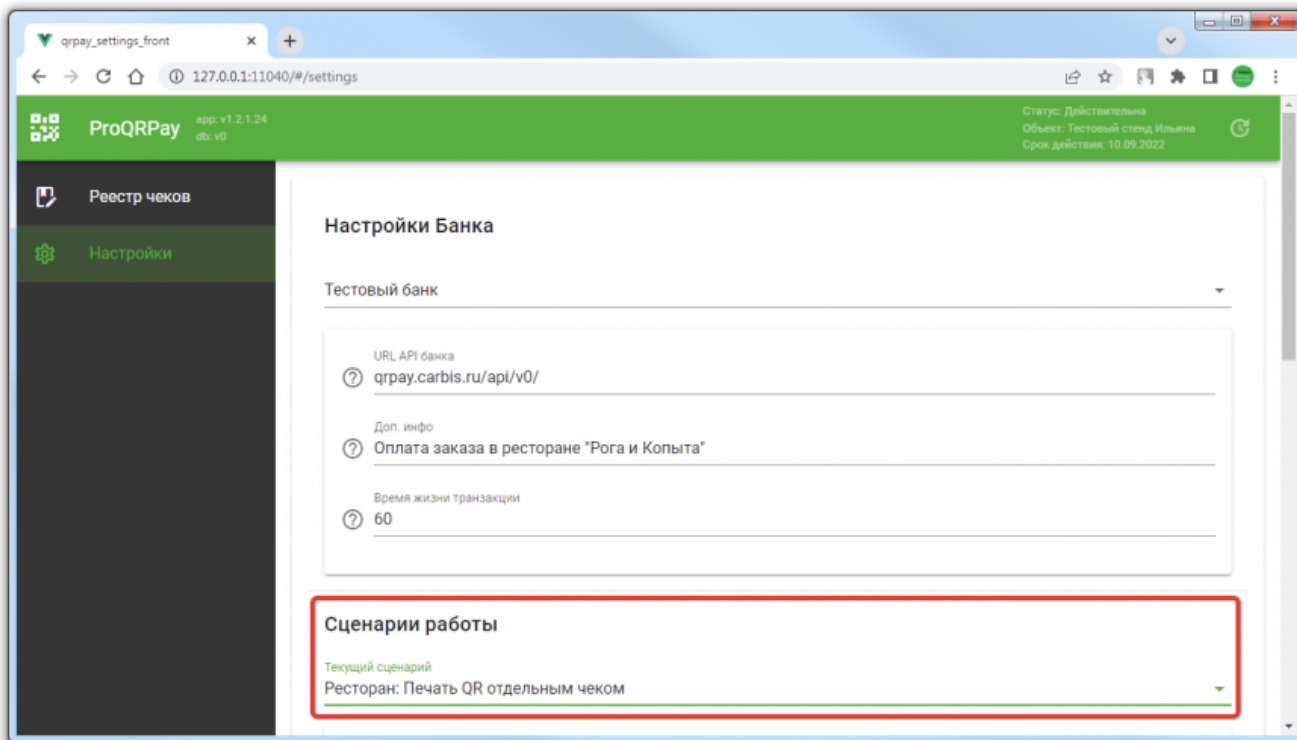 qrpay_settings_front
127.0.0.1:11040/#/settings
ProQRPay
app: v1.2.1.24
db: v0
Статус: Действительна
Объект: Тестовый стенд Ильина
Срок действия: 10.09.2022
Реестр чеков
Настройки
Настройки Банка
Тестовый банк
URL API банка
qrpay.carbis.ru/api/v0/
Доп. инфо
Оплата заказа в ресторане "Рога и Копыта"
Время жизни транзакции
60
Сценарии работы
Текущий сценарий
Ресторан: Печать QR отдельным чеком